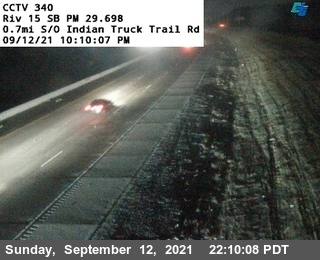 CCTV 340
Riv 15 SB PM 29.698
0.7mi S/O Indian Truck Trail Rd
09/12/21 10:10:07 PM
Sunday, September 12, 2021 22:10:08 PDT